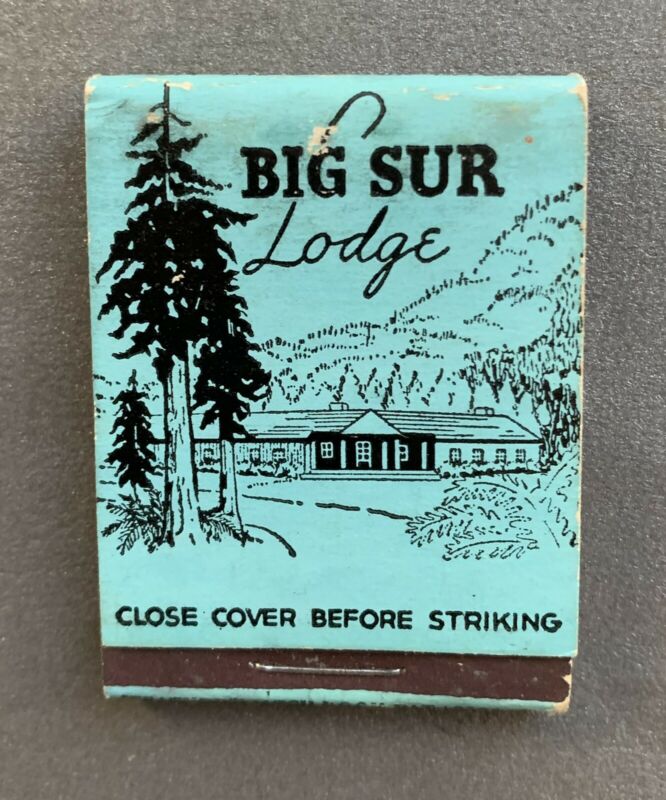 BIG SUR
Lodge
CLOSE COVER BEFORE STRIKING